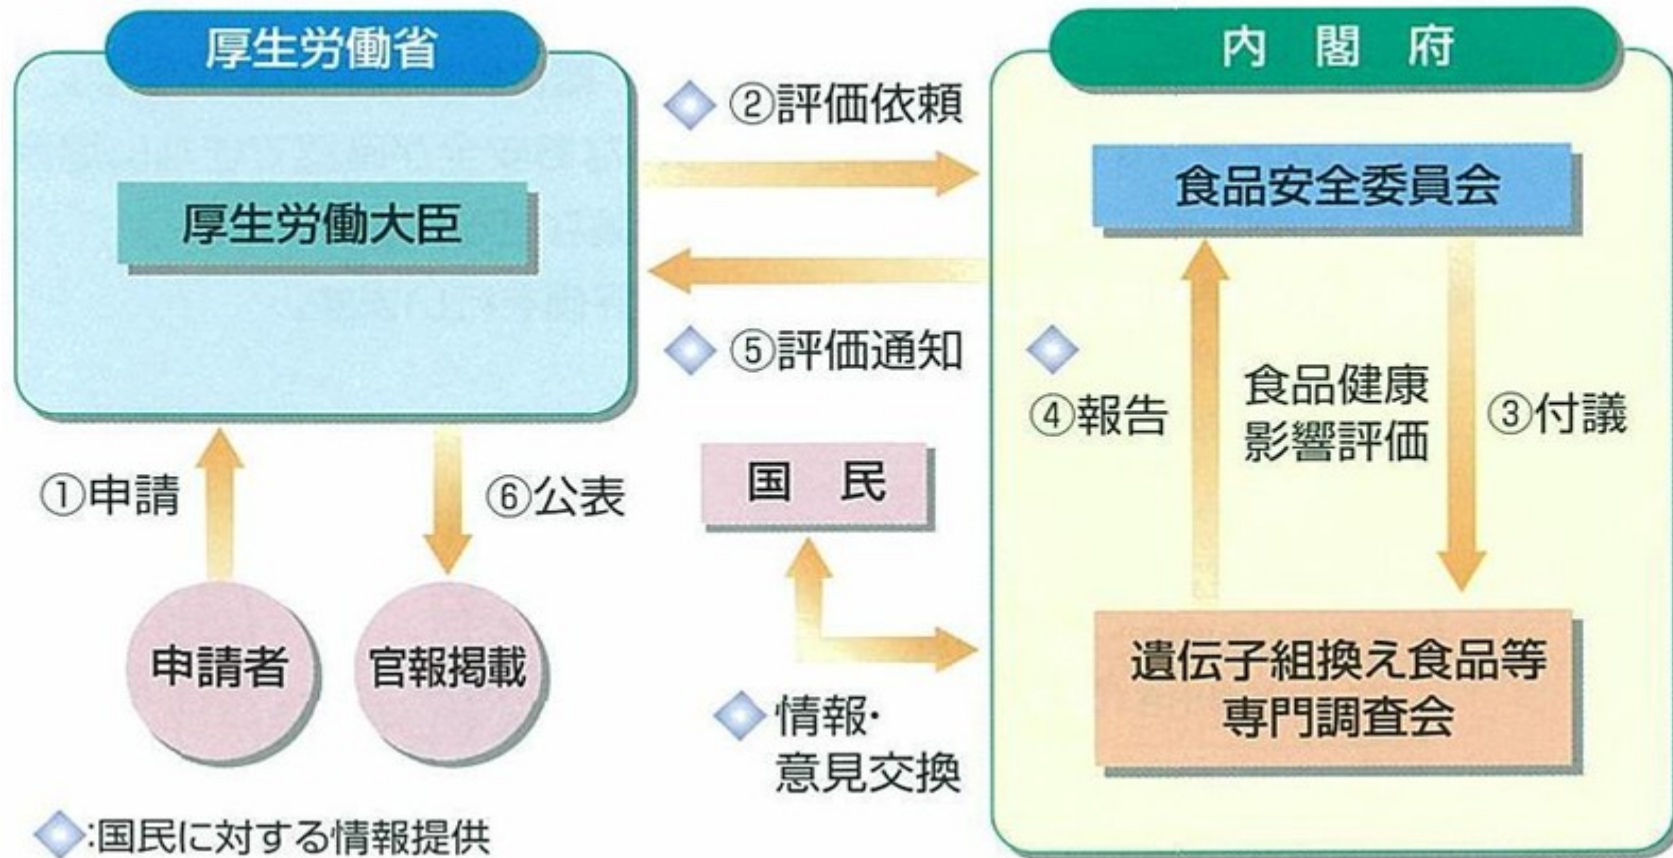 厚生労働省
内 閣 府
②評価依頼
厚生労働大臣
食品安全委員会
⑤評価通知
④報告
食品健康
影響評価
③付議
①申請
⑥公表
国 民
申請者
官報掲載
遺伝子組換え食品等
専門調査会
情報・
意見交換
:国民に対する情報提供